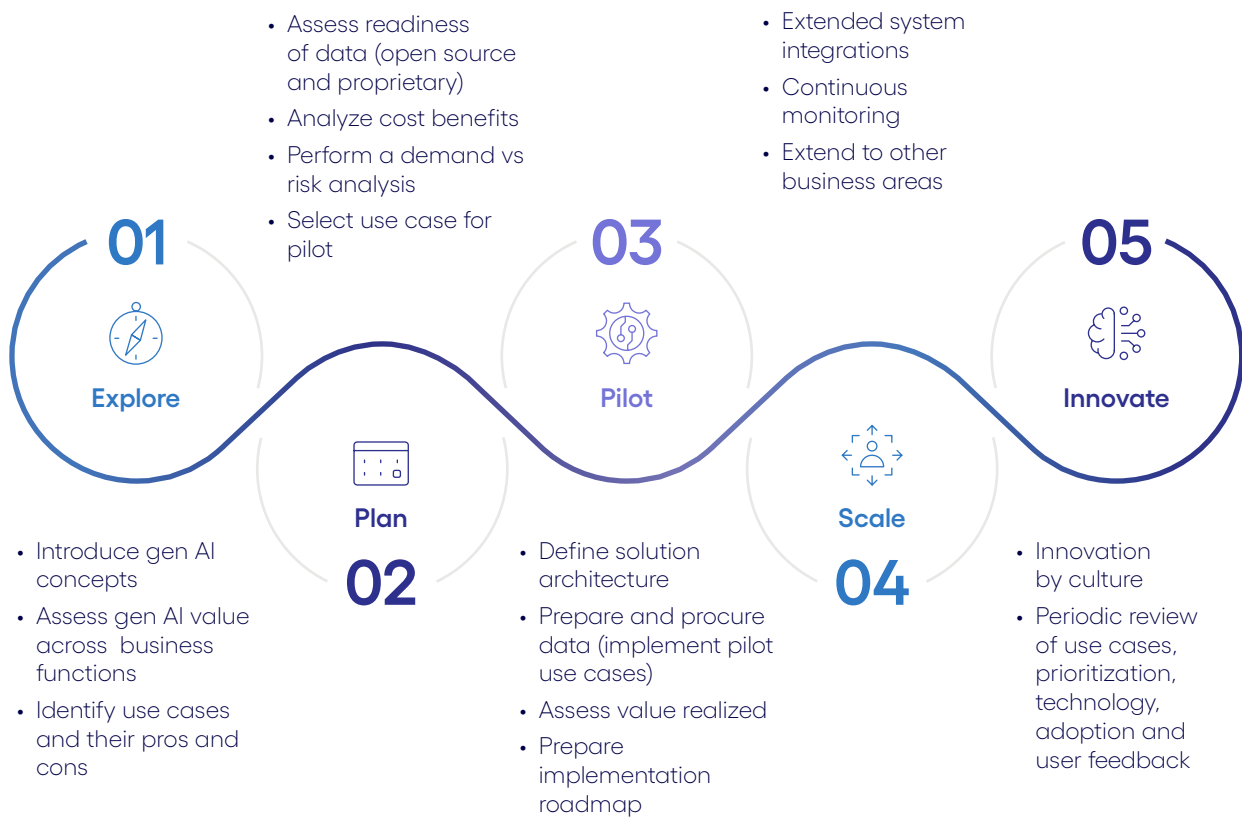 01
Explore
• Introduce gen AI
concepts
• Assess gen AI value
across business
functions
• Identify use cases
and their pros and
cons
• Assess readiness
of data (open source
and proprietary)
• Analyze cost benefits
• Perform a demand vs
risk analysis
• Select use case for
pilot
Plan
02
03
Pilot
• Define solution
architecture
• Prepare and procure
data (implement pilot
use cases)
• Assess value realized
• Prepare
implementation
roadmap
• Extended system
integrations
• Continuous
monitoring
• Extend to other
business areas
Scale
04
05
Innovate
• Innovation
by culture
• Periodic review
of use cases,
prioritization,
technology,
adoption and
user feedback